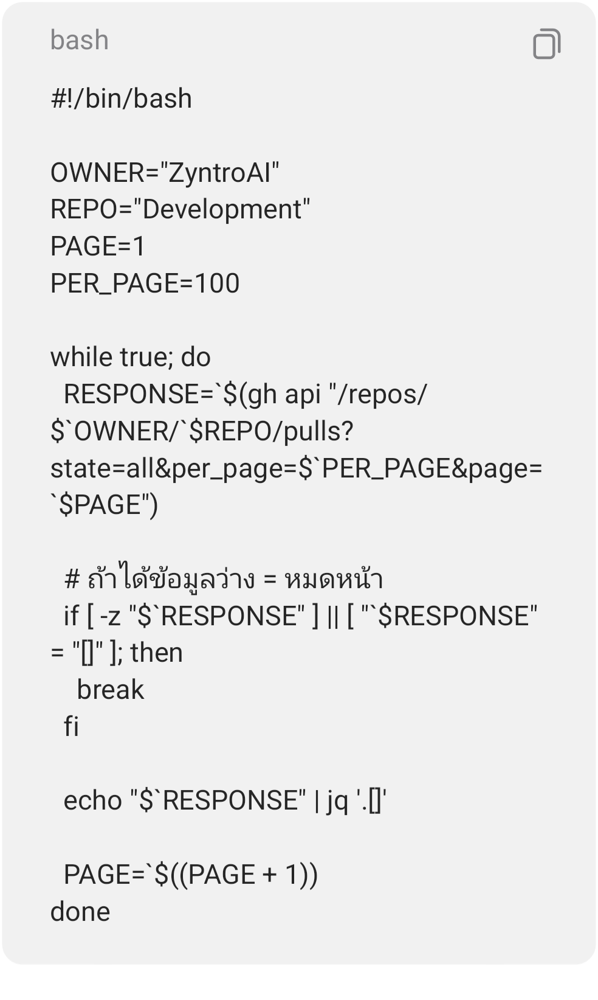 bash
#!/bin/bash
OWNER="ZyntroAI"
REPO="Development"
PAGE=1
PER_PAGE=100
while true; do
RESPONSE=`$(gh api "/repos/
$`OWNER/`$REPO/pulls?
state=all&per_page=$`PER_PAGE&page=
`$PAGE")
# ถ้าได้ข้อมูลว่าง = หมดหน้า
if [ -z "$`RESPONSE" ] || [ "`$RESPONSE"
= "[]" ]; then
break
fi
echo "$`RESPONSE" | jq '.[]'
PAGE=`$((PAGE + 1))
done